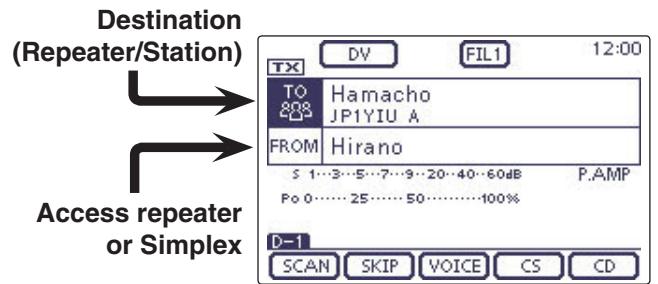 Destination
(Repeater/Station)
DV FIL1 12:00
TX
TO Hamacho
JP1YIU A
FROM Hirano
S 1···3···5···7···9··20··40··60dB P.AMP
Po 0······25······50··········100%
Access repeater
or Simplex
D-1
SCAN SKIP VOICE CS CD